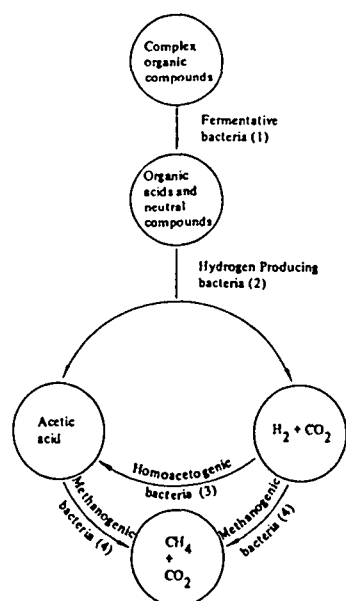 Complex
organic
compounds
Fermentative
bacteria (1)
Organic
acids and
neutral
compounds
Hydrogen Producing
bacteria (2)
Acetic
acid
H2 + CO2
Homoacetogenic
bacteria (3)
Methanogenic
bacteria (4)
Methanogenic
bacteria (4)
CH4
+
CO2